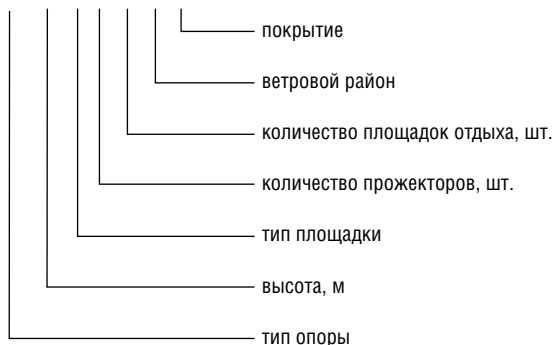 покрытие
ветровой район
количество площадок отдыха, шт.
количество прожекторов, шт.
тип площадки
высота, м
тип опоры